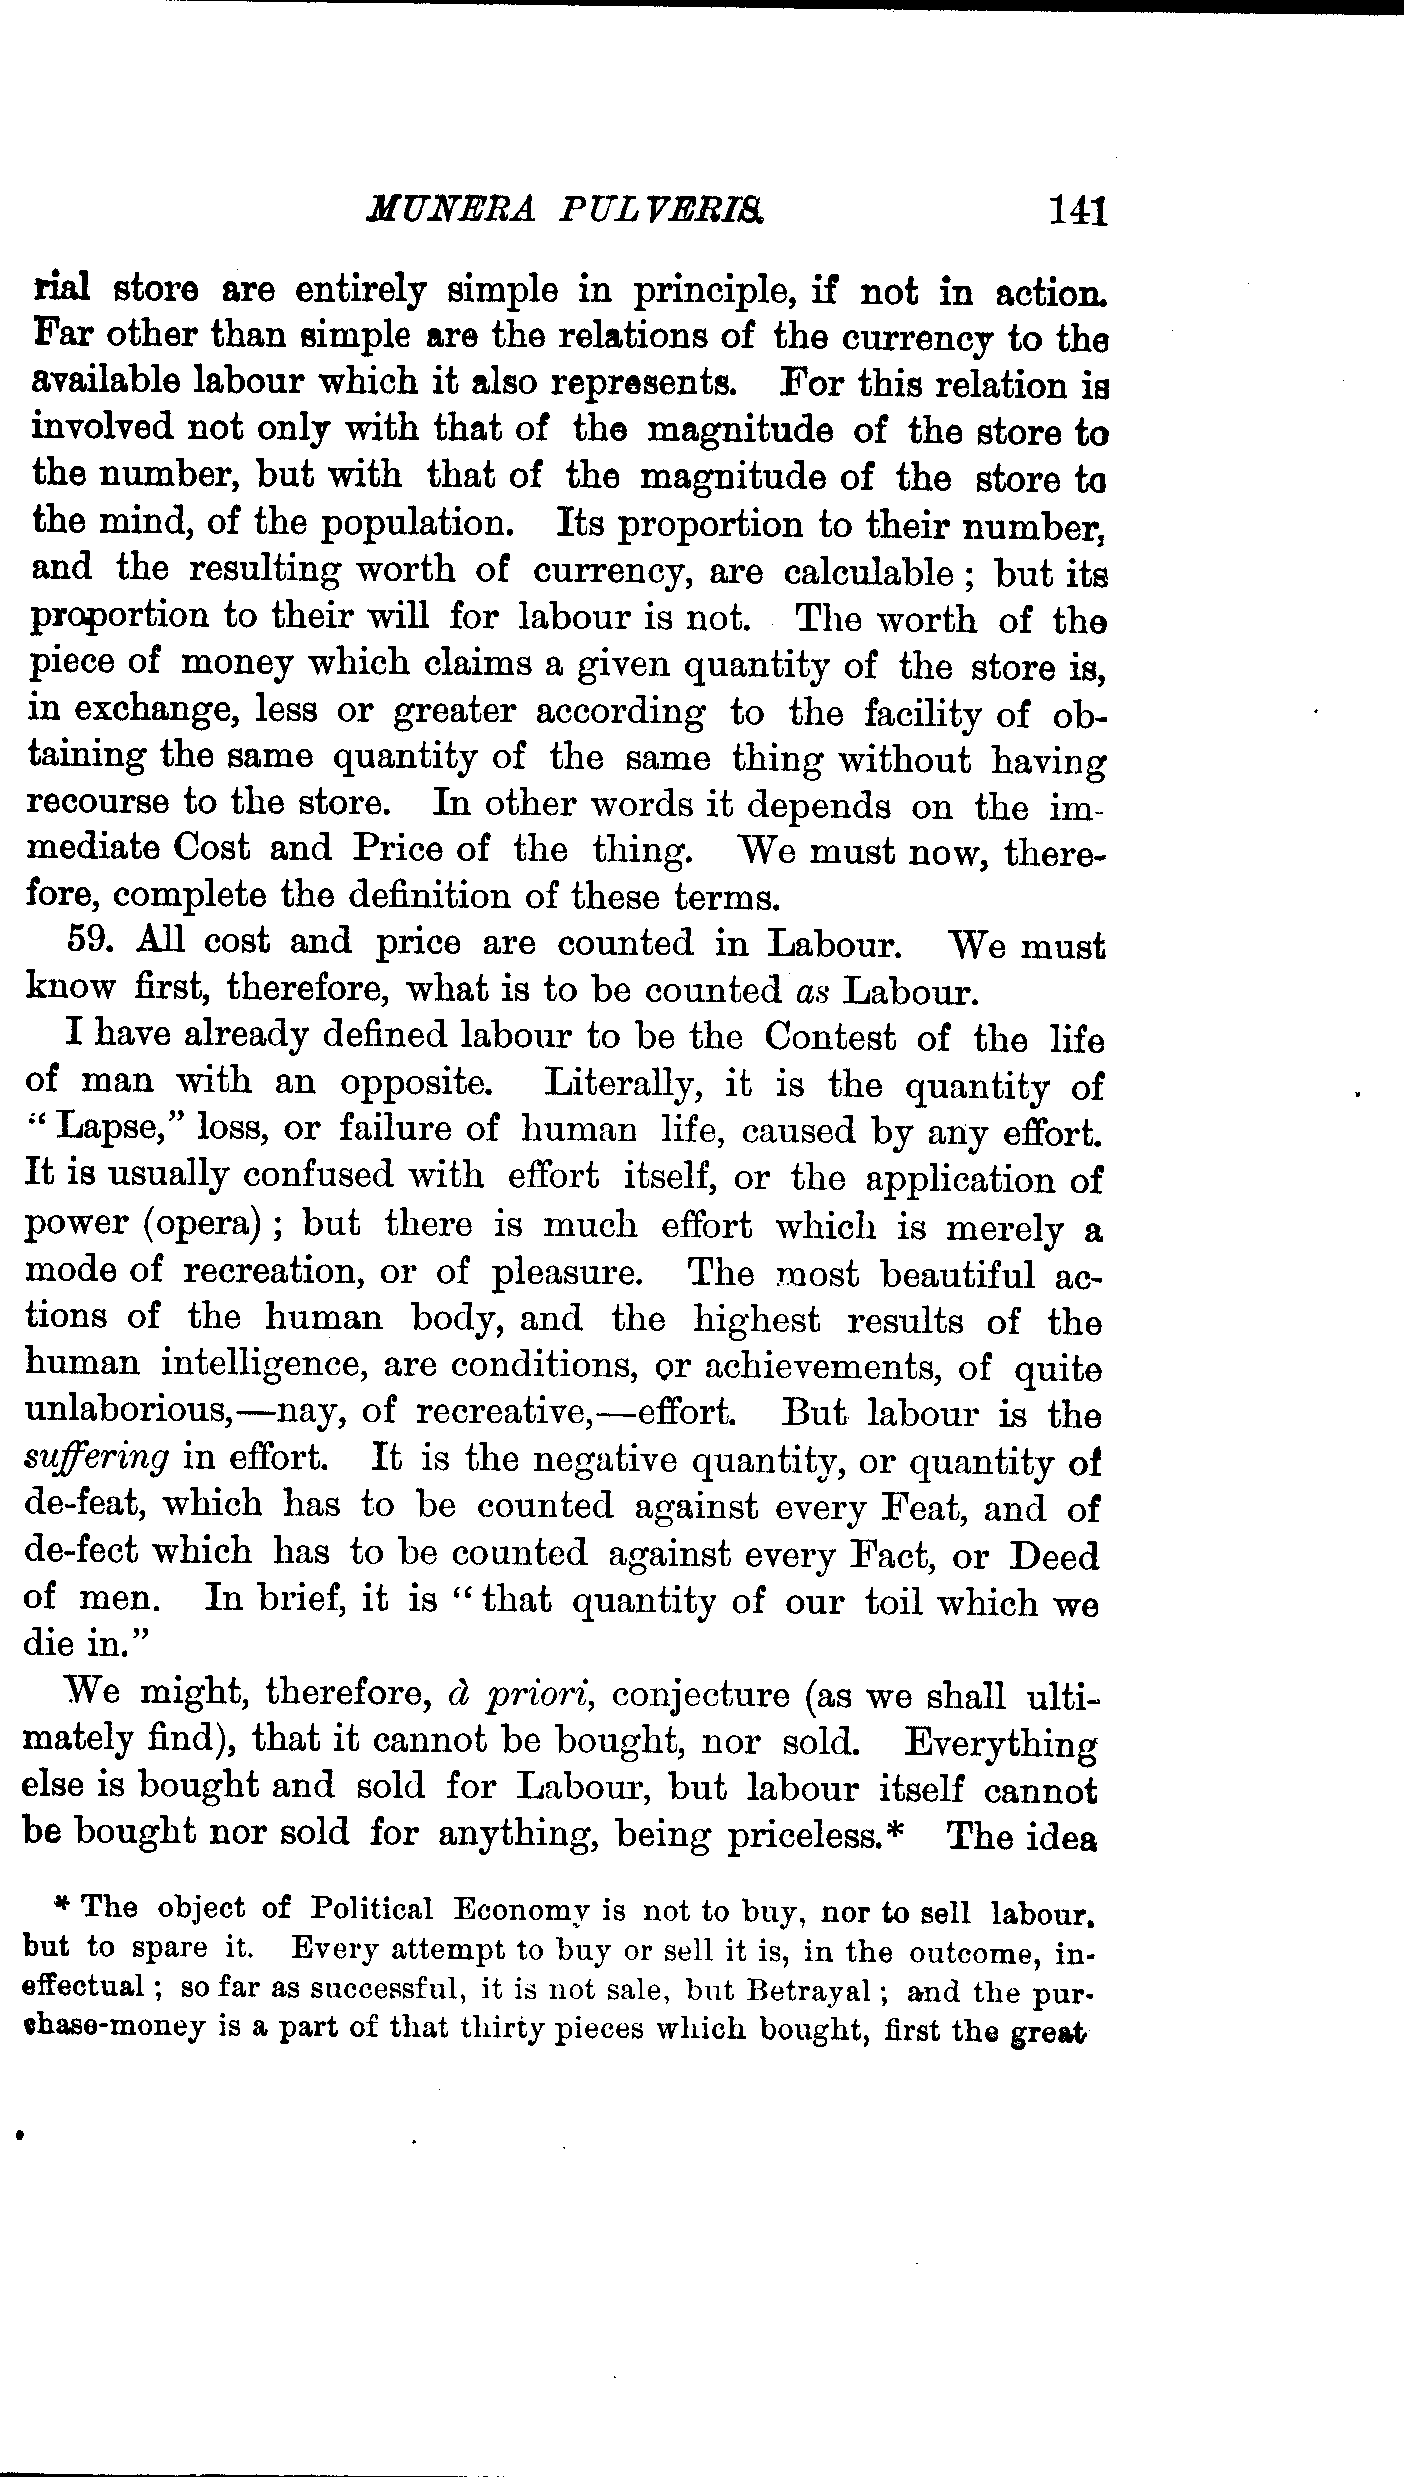 MUNERA PULVERIS. 141
rial store are entirely simple in principle, if not in action.
Far other than simple are the relations of the currency to the
available labour which it also represents. For this relation is
involved not only with that of the magnitude of the store to
the number, but with that of the magnitude of the store to
the mind, of the population. Its proportion to their number,
and the resulting worth of currency, are calculable ; but its
proportion to their will for labour is not. The worth of the
piece of money which claims a given quantity of the store is,
in exchange, less or greater according to the facility of ob-
taining the same quantity of the same thing without having
recourse to the store. In other words it depends on the im-
mediate Cost and Price of the thing. We must now, there-
fore, complete the definition of these terms.
59. All cost and price are counted in Labour. We must
know first, therefore, what is to be counted as Labour.
I have already defined labour to be the Contest of the life
of man with an opposite. Literally, it is the quantity of
“ Lapse,” loss, or failure of human life, caused by any effort.
It is usually confused with effort itself, or the application of
power (opera) ; but there is much effort which is merely a
mode of recreation, or of pleasure. The most beautiful ac-
tions of the human body, and the highest results of the
human intelligence, are conditions, or achievements, of quite
unlaborious,—nay, of recreative,—effort. But labour is the
suffering in effort. It is the negative quantity, or quantity of
de-feat, which has to be counted against every Feat, and of
de-fect which has to be counted against every Fact, or Deed
of men. In brief, it is “ that quantity of our toil which we
die in.”
We might, therefore, à priori, conjecture (as we shall ulti-
mately find), that it cannot be bought, nor sold. Everything
else is bought and sold for Labour, but labour itself cannot
be bought nor sold for anything, being priceless.* The idea
* The object of Political Economy is not to buy, nor to sell labour,
but to spare it. Every attempt to buy or sell it is, in the outcome, in-
effectual ; so far as successful, it is not sale, but Betrayal ; and the pur-
chase-money is a part of that thirty pieces which bought, first the great